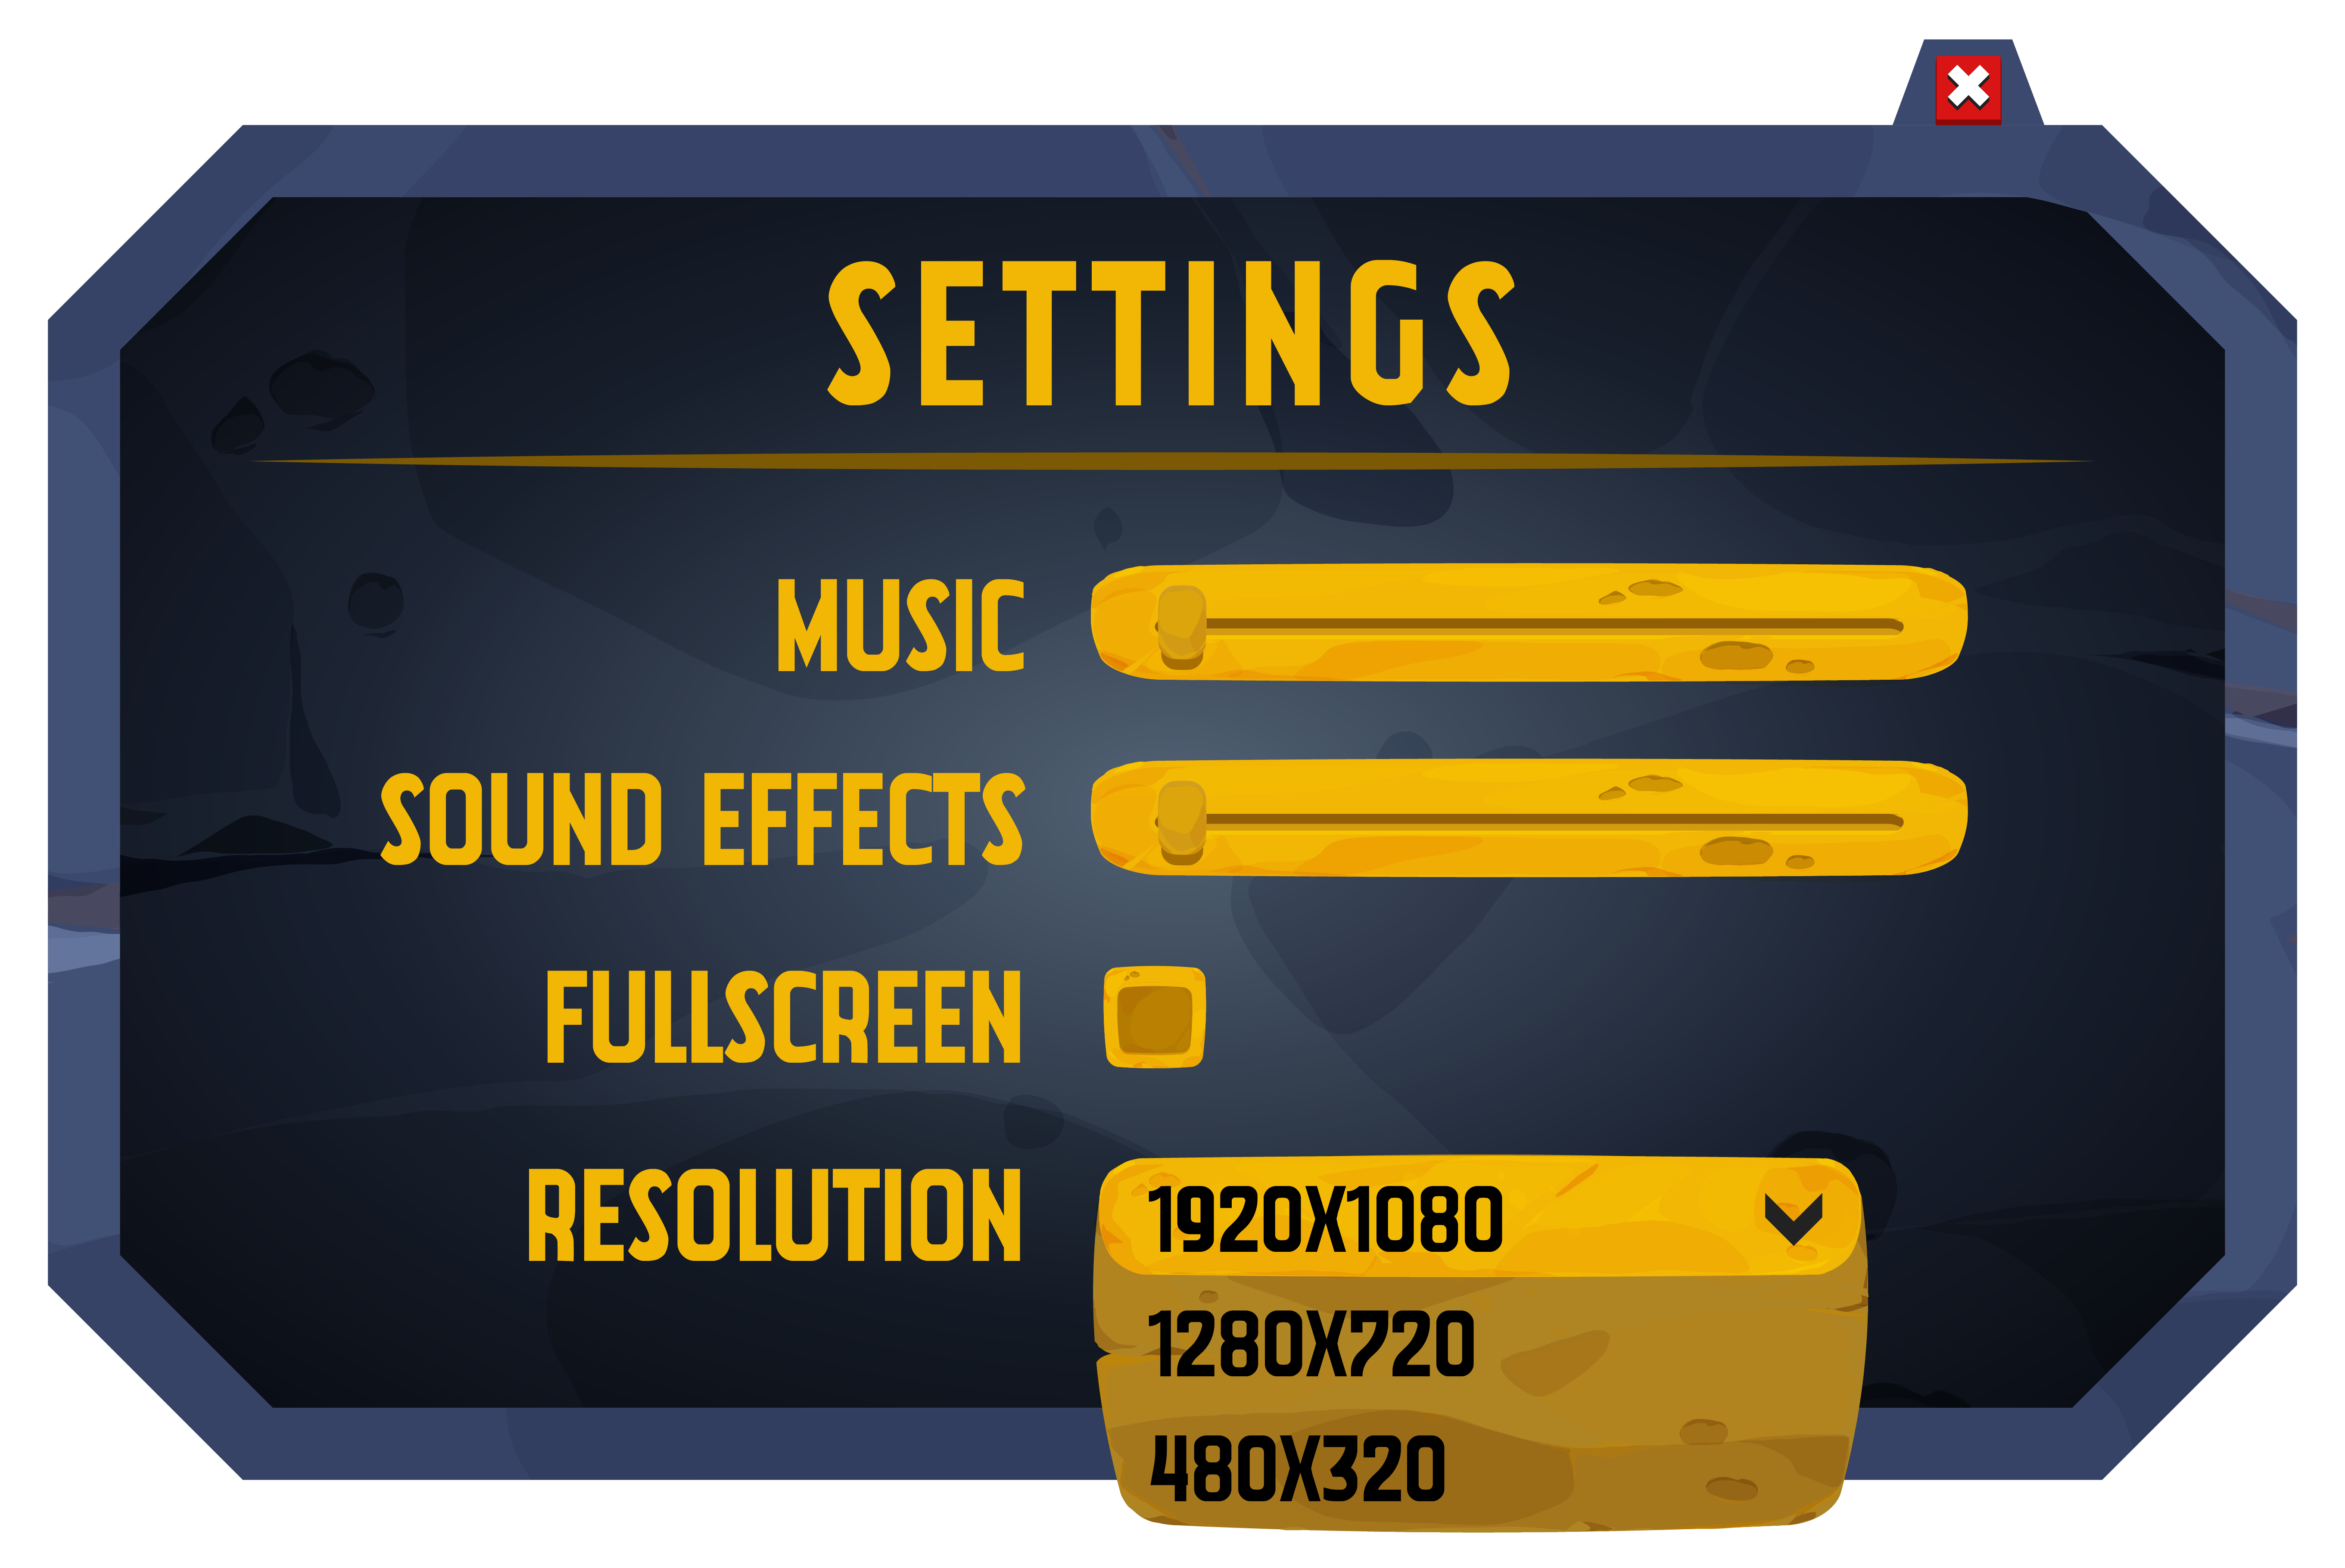 SETTINGS
MUSIC
SOUND EFFECTS
FULLSCREEN
RESOLUTION
1920X1080
1280X720
480X320